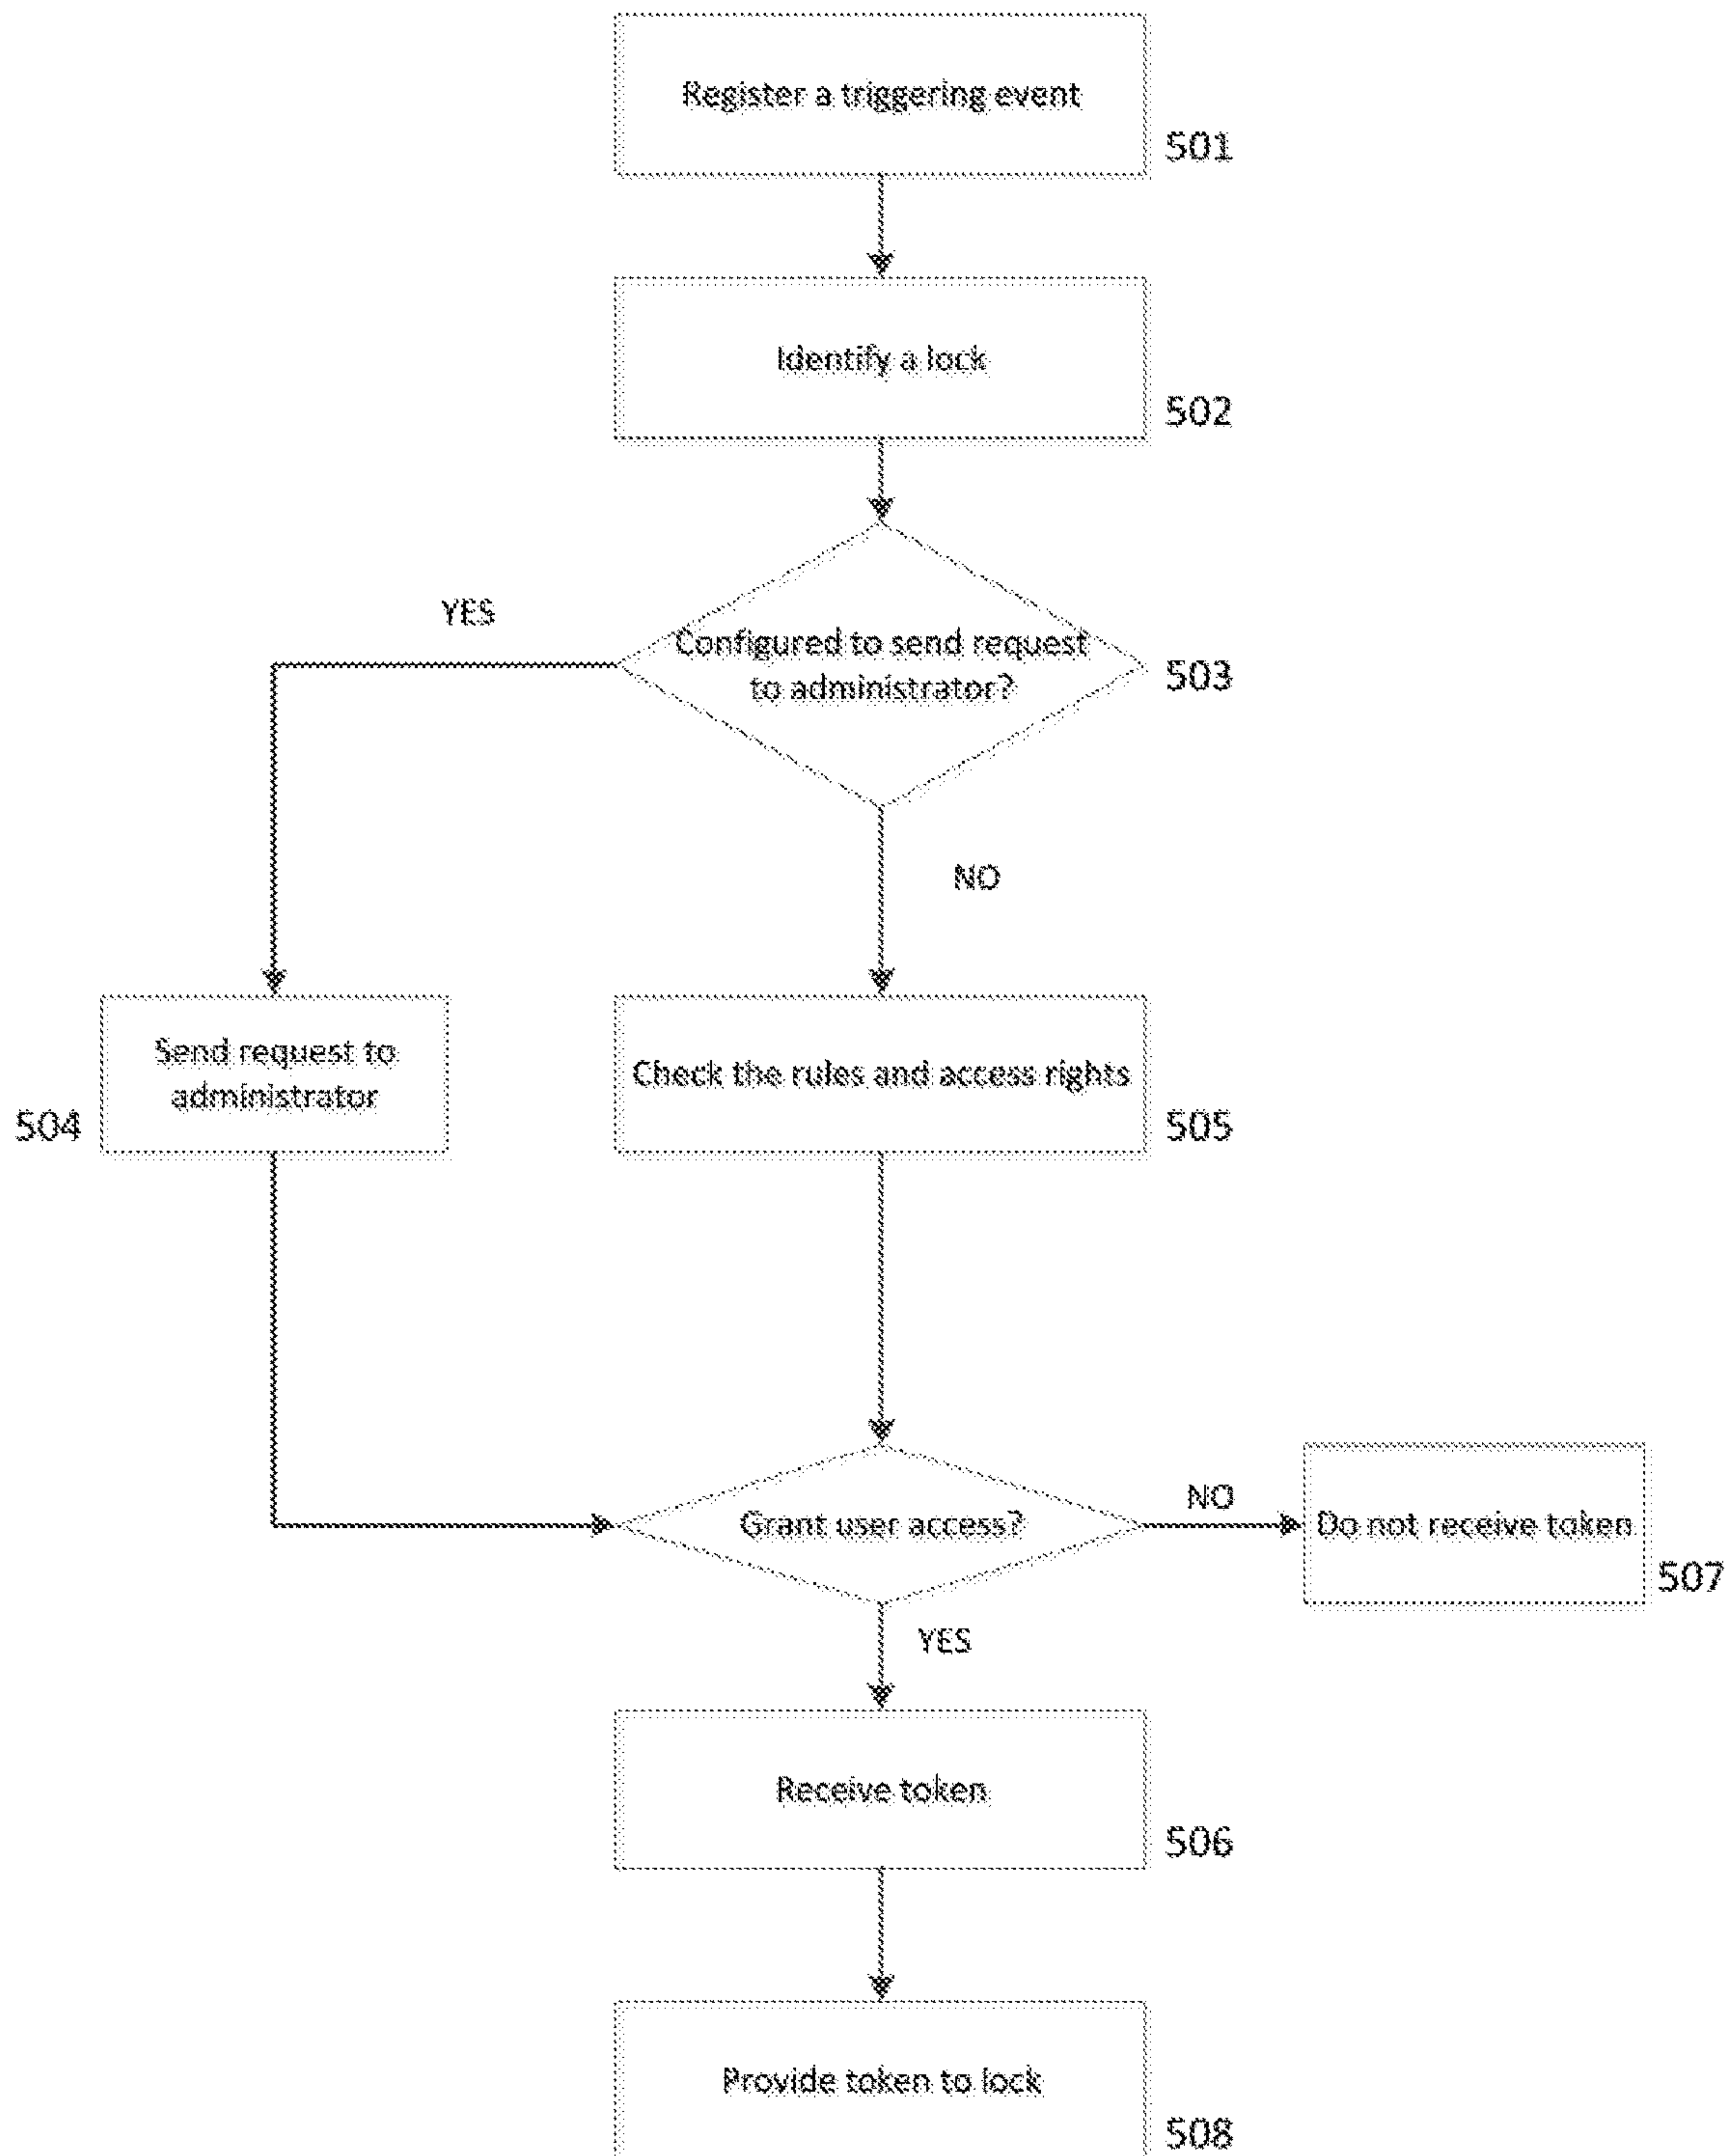 Register a triggering event
501
Identify a lock
502
YES
Configured to send request
to administrator?
503
NO
Send request to
administrator
504
Check the rules and access rights
505
Grant user access?
NO
Do not receive token
507
YES
Receive token
506
Provide token to lock
508